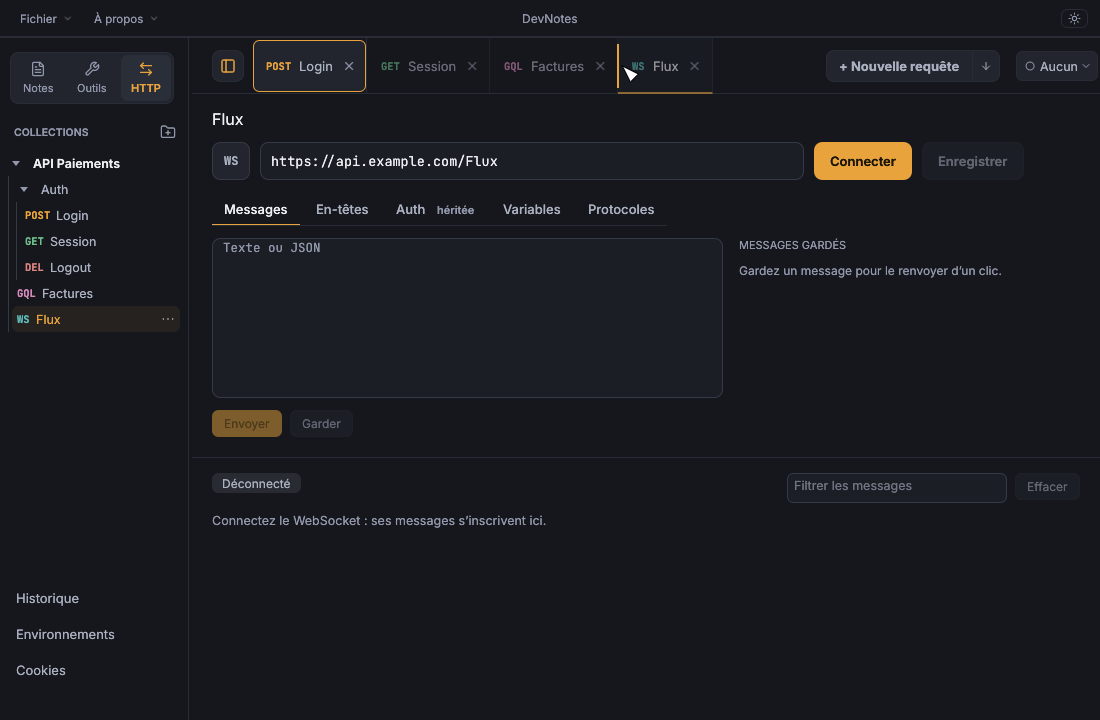 Fichier À propos DevNotes
Notes Outils HTTP
POST Login GET Session GQL Factures WS Flux + Nouvelle requête Aucun
COLLECTIONS
API Paiements
Auth
POST Login
GET Session
DEL Logout
GQL Factures
WS Flux ···
Historique
Environnements
Cookies
Flux
WS https://api.example.com/Flux Connecter Enregistrer
Messages En-têtes Auth héritée Variables Protocoles
Texte ou JSON
MESSAGES GARDÉS
Gardez un message pour le renvoyer d’un clic.
Envoyer Garder
Déconnecté Filtrer les messages Effacer
Connectez le WebSocket : ses messages s’inscrivent ici.